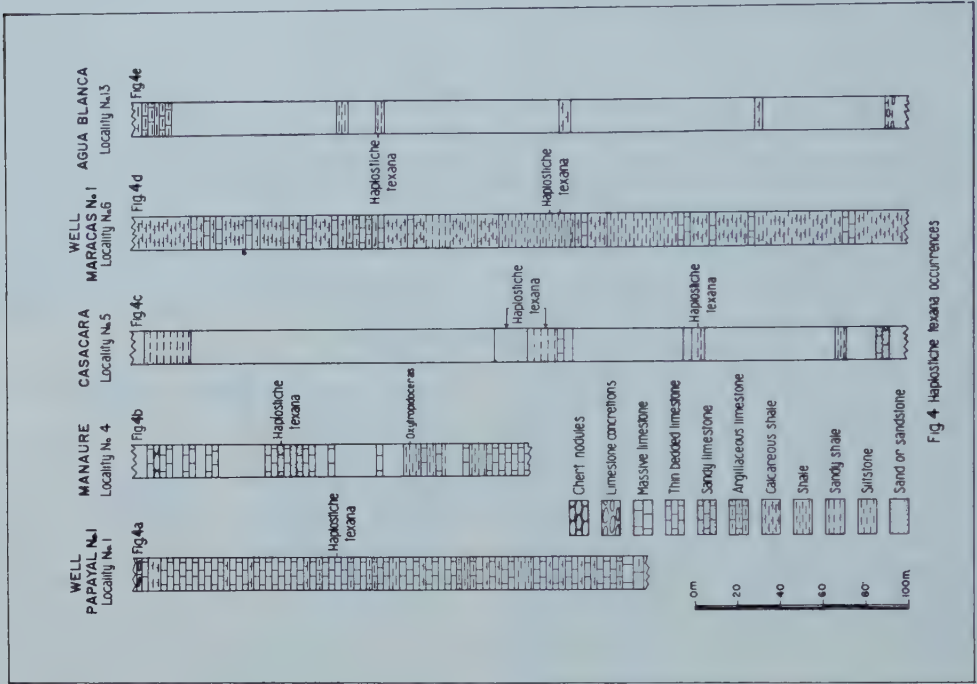 WELL
PAPAYAL No.1
Locality No.1
Fig.4a
Haplostiche
texana
MANAURE
Locality No. 4
Fig.4b
Haplostiche
texana
Oxytropidoceras
CASACARA
Locality No.5
Fig.4c
Haplostiche
texana
Haplostiche
texana
WELL
MARACAS No.1
Locality No.6
Fig.4d
Haplostiche
texana
Haplostiche
texana
AGUA BLANCA
Locality No.13
Fig.4e
Chert nodules
Limestone concretions
Massive limestone
Thin bedded limestone
Sandy limestone
Argillaceous limestone
Calcareous shale
Shale
Sandy shale
Siltstone
Sand or sandstone
0m
20
40
60
80
100m
Fig.4 Haplostiche texana occurrences